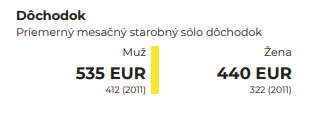 Dôchodok
Priemerný mesačný starobný sólo dôchodok
Muž Žena
535 EUR 440 EUR
412 (2011) 322 (2011)